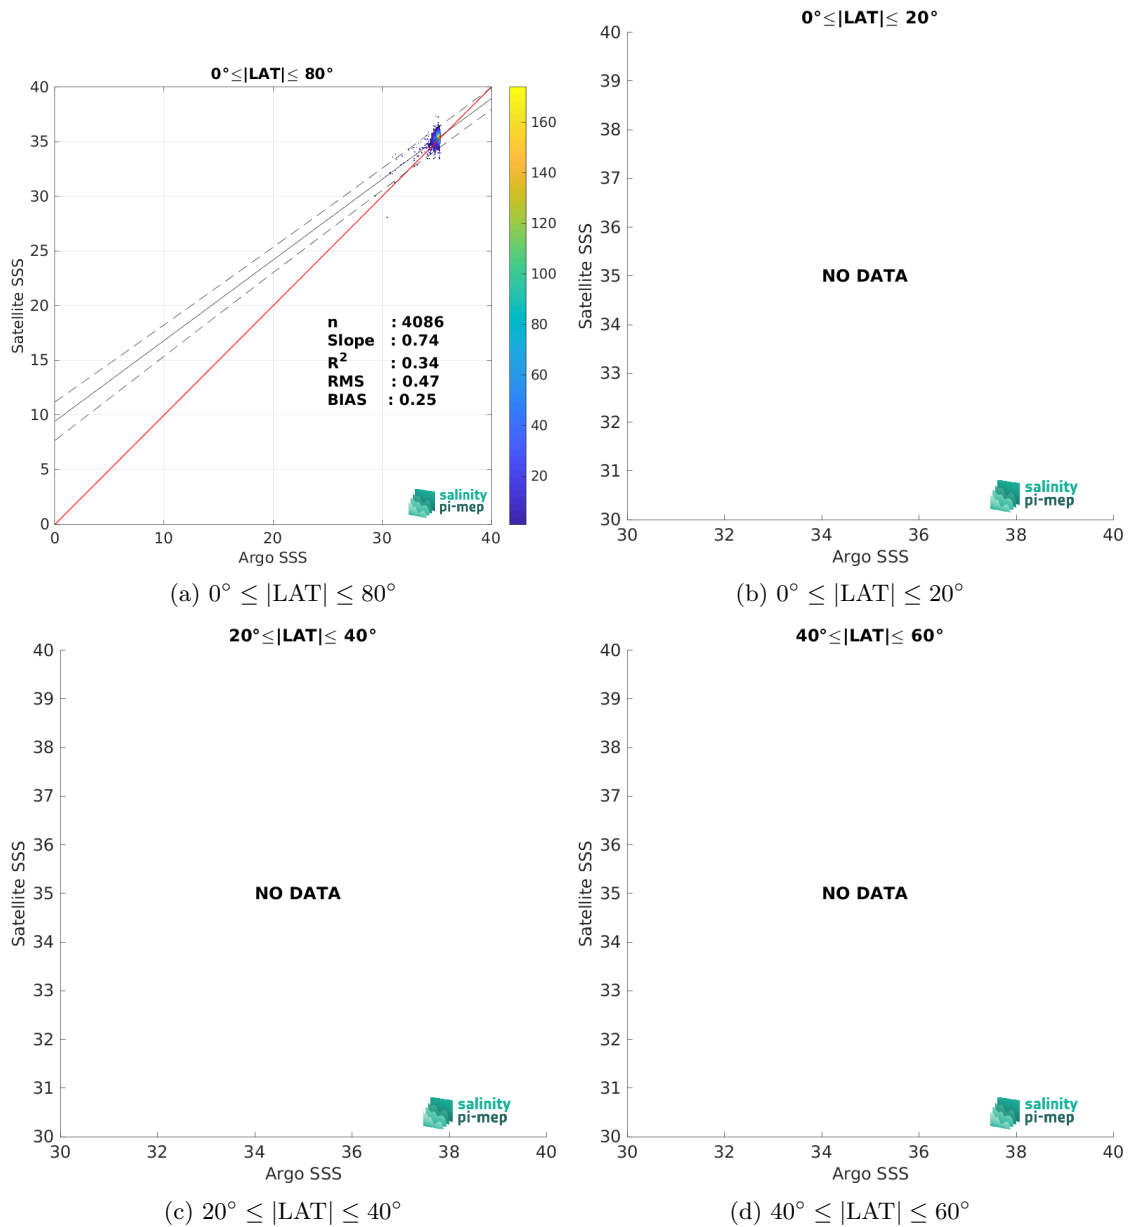 0°≤|LAT|≤ 80°
40
35
30
25
20
15
10
5
0
Satellite SSS
0
10
20
30
40
Argo SSS
160
140
120
100
80
60
40
20
n : 4086
Slope : 0.74
R² : 0.34
RMS : 0.47
BIAS : 0.25
salinity
pi-mep
(a) 0° ≤ |LAT| ≤ 80°
0°≤|LAT|≤ 20°
40
39
38
37
36
35
34
33
32
31
30
Satellite SSS
NO DATA
salinity
pi-mep
30
32
34
36
38
40
Argo SSS
(b) 0° ≤ |LAT| ≤ 20°
20°≤|LAT|≤ 40°
40
39
38
37
36
35
34
33
32
31
30
Satellite SSS
NO DATA
salinity
pi-mep
30
32
34
36
38
40
Argo SSS
(c) 20° ≤ |LAT| ≤ 40°
40°≤|LAT|≤ 60°
40
39
38
37
36
35
34
33
32
31
30
Satellite SSS
NO DATA
salinity
pi-mep
30
32
34
36
38
40
Argo SSS
(d) 40° ≤ |LAT| ≤ 60°